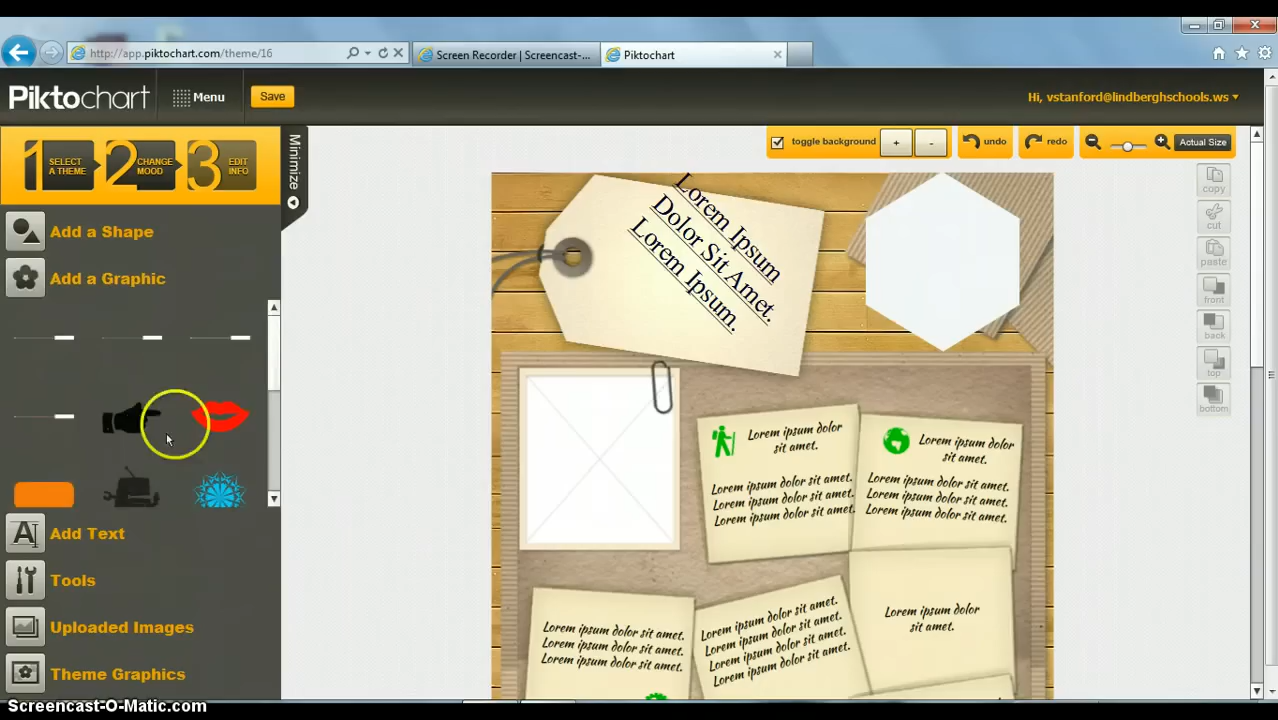 http://app.piktochart.com/theme/16
Screen Recorder | Screencast-...
Piktochart
Piktochart
Menu
Save
Hi, vstanford@lindberghschools.ws
1 SELECT A THEME
2 CHANGE MOOD
3 EDIT INFO
Minimize
toggle background
+
-
undo
redo
Actual Size
Add a Shape
Add a Graphic
Add Text
Tools
Uploaded Images
Theme Graphics
copy
cut
paste
front
back
top
bottom
Lorem Ipsum
Dolor Sit Amet.
Lorem Ipsum.
Lorem ipsum dolor
sit amet.
Lorem ipsum dolor sit amet.
Lorem ipsum dolor sit amet.
Lorem ipsum dolor sit amet.
Lorem ipsum dolor
sit amet.
Lorem ipsum dolor sit amet.
Lorem ipsum dolor sit amet.
Lorem ipsum dolor sit amet.
Lorem ipsum dolor sit amet.
Lorem ipsum dolor sit amet.
Lorem ipsum dolor sit amet.
Lorem ipsum dolor sit amet.
Lorem ipsum dolor sit amet.
Lorem ipsum dolor sit amet.
Lorem ipsum dolor sit amet.
Lorem ipsum dolor
sit amet.
Screencast-O-Matic.com